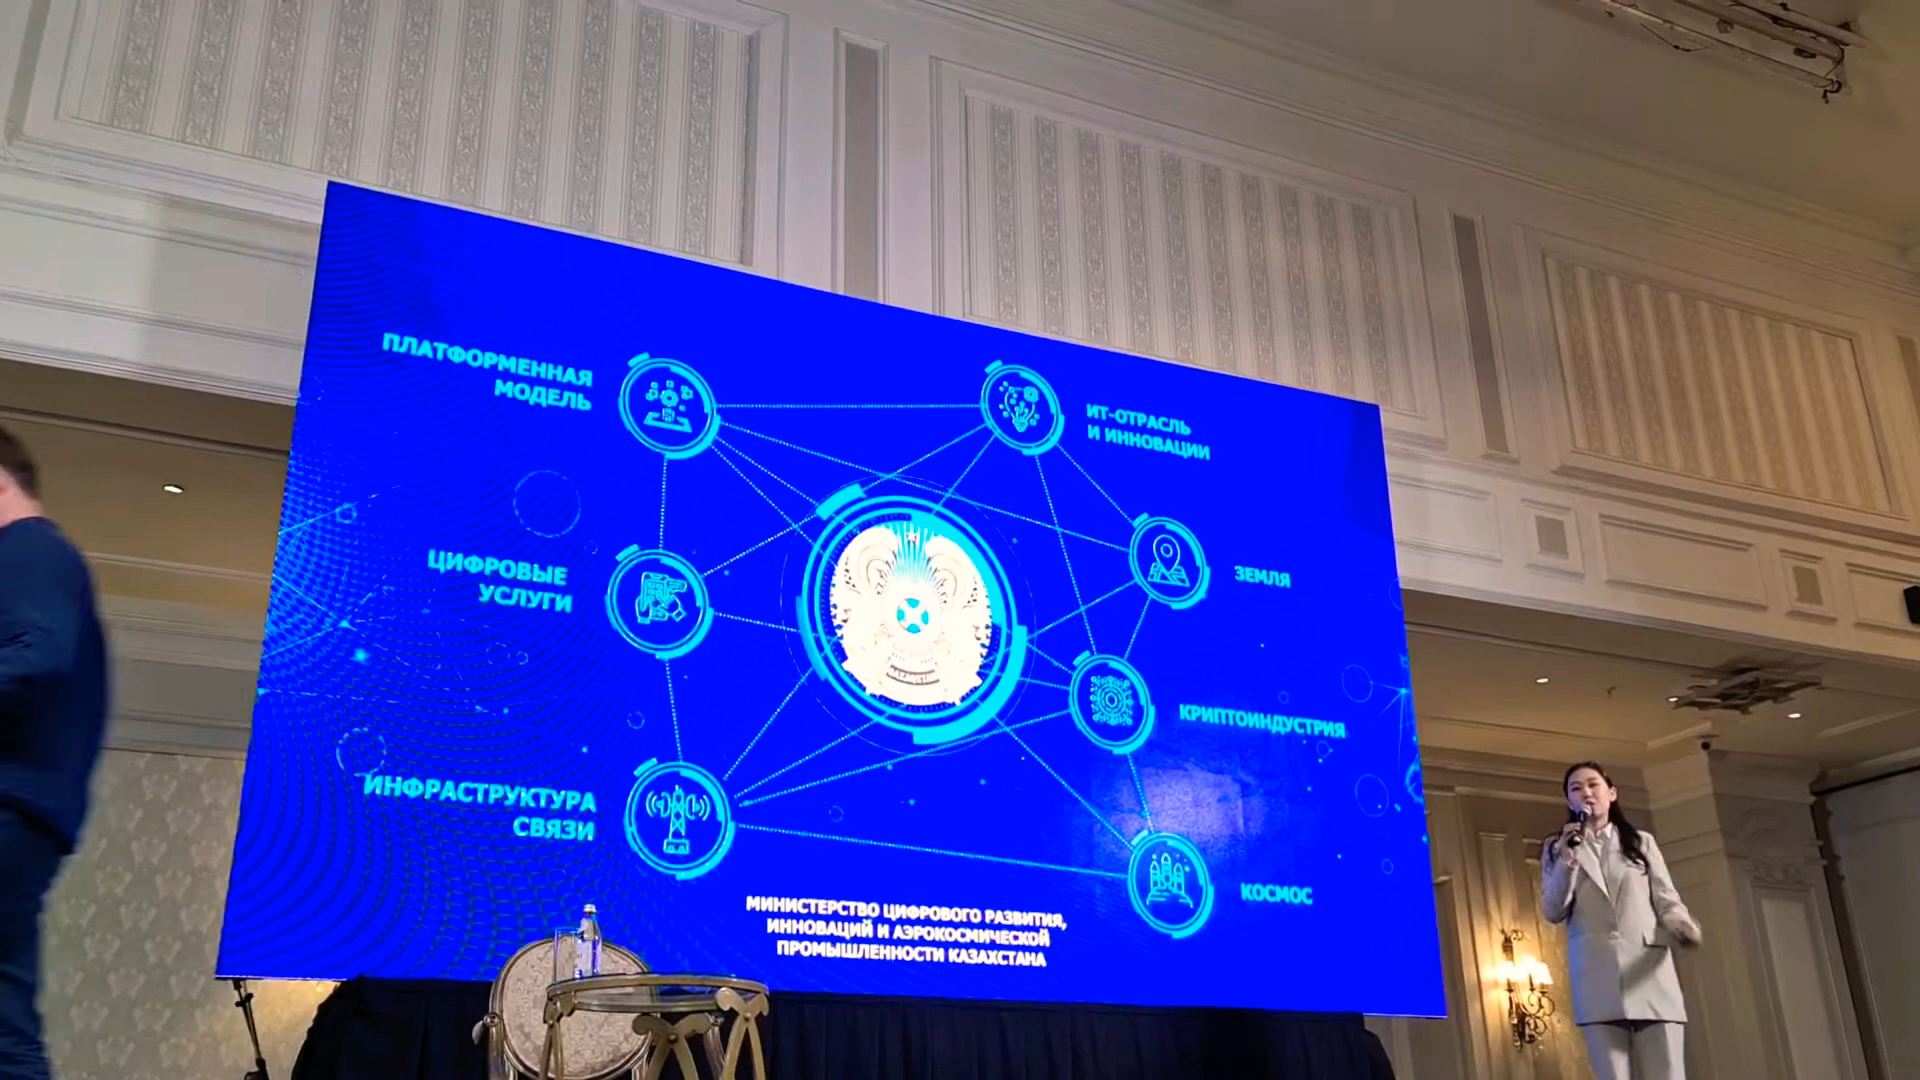 ПЛАТФОРМЕННАЯ
МОДЕЛЬ
ИТ-ОТРАСЛЬ
И ИННОВАЦИИ
ЦИФРОВЫЕ
УСЛУГИ
ЗЕМЛЯ
КРИПТОИНДУСТРИЯ
ИНФРАСТРУКТУРА
СВЯЗИ
КОСМОС
МИНИСТЕРСТВО ЦИФРОВОГО РАЗВИТИЯ,
ИННОВАЦИЙ И АЭРОКОСМИЧЕСКОЙ
ПРОМЫШЛЕННОСТИ КАЗАХСТАНА